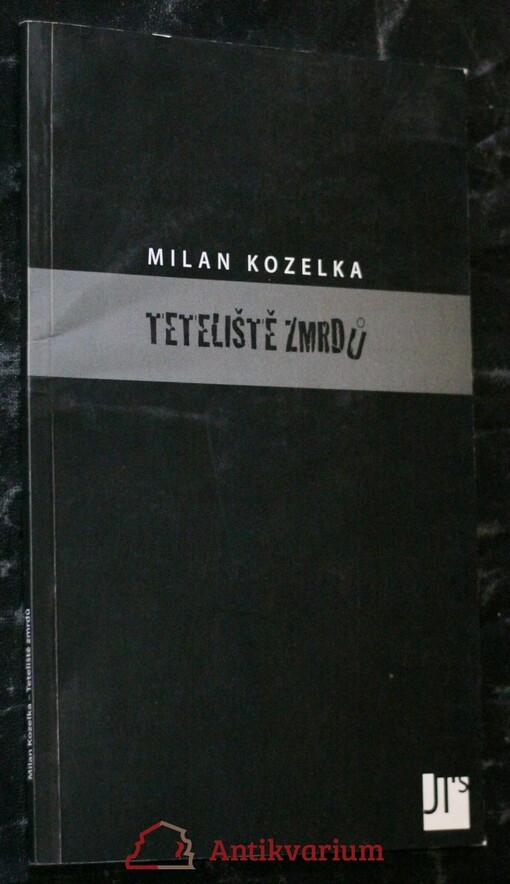 MILAN KOZELKA
TETELIŠTĚ ZMRDŮ
Milan Kozelka – Teteliště zmrdů
JT's
Antikvarium